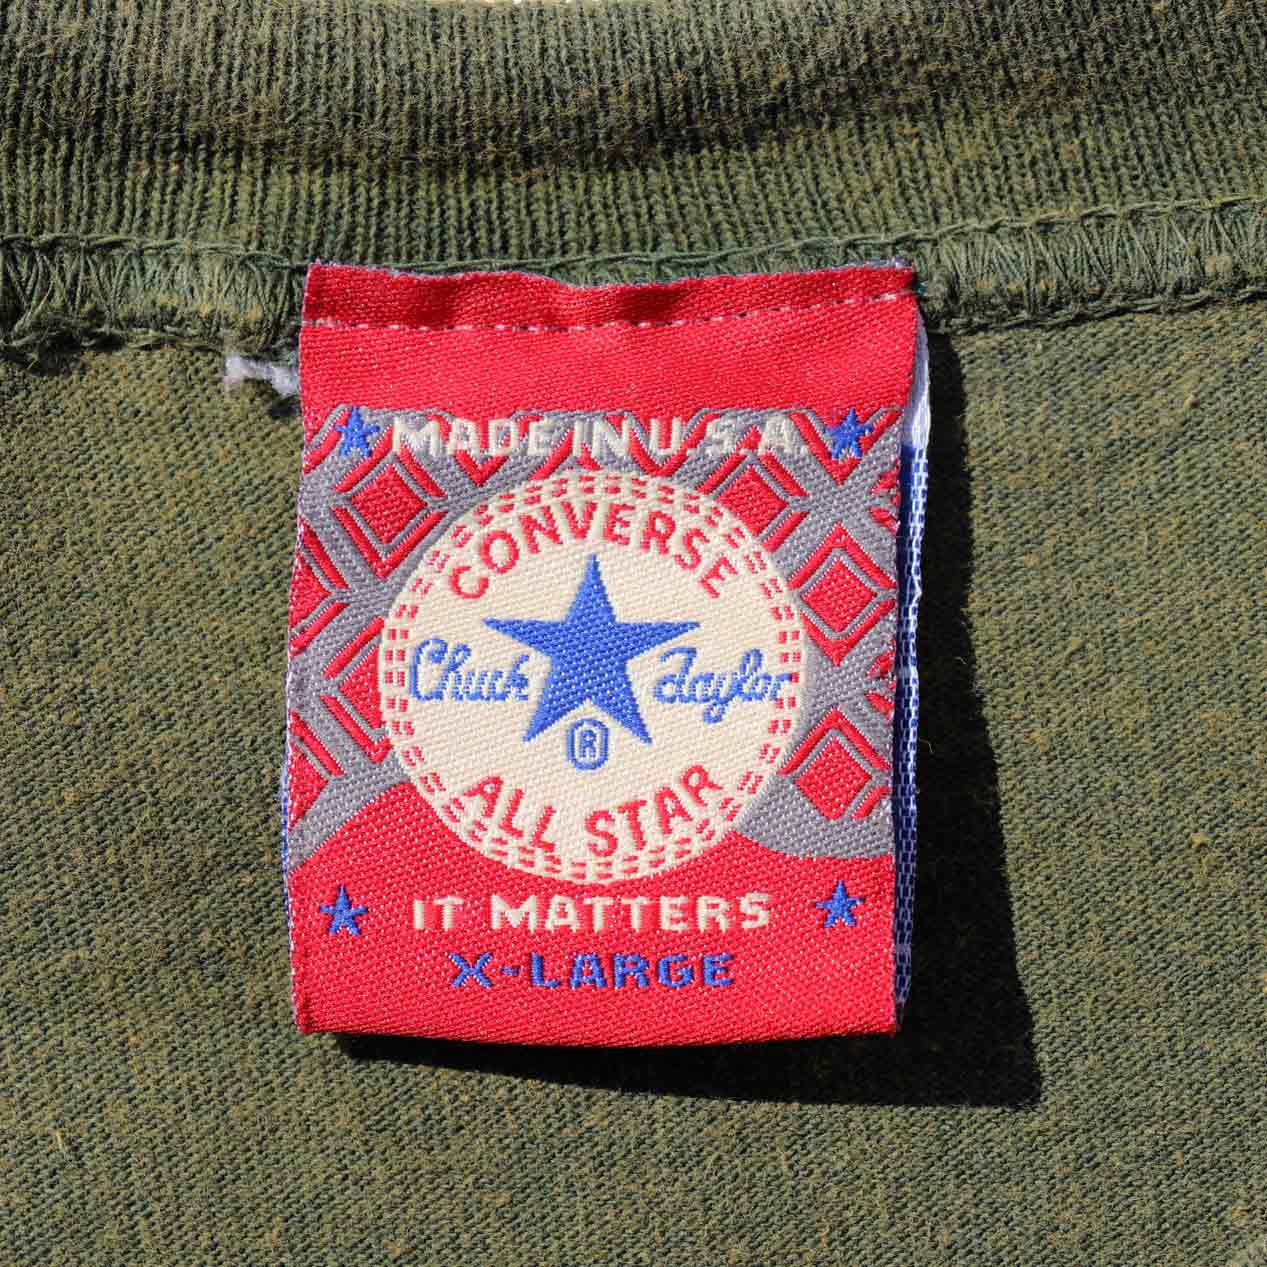 MADE IN U.S.A.
CONVERSE
Chuck Taylor
®
ALL STAR
IT MATTERS
X-LARGE